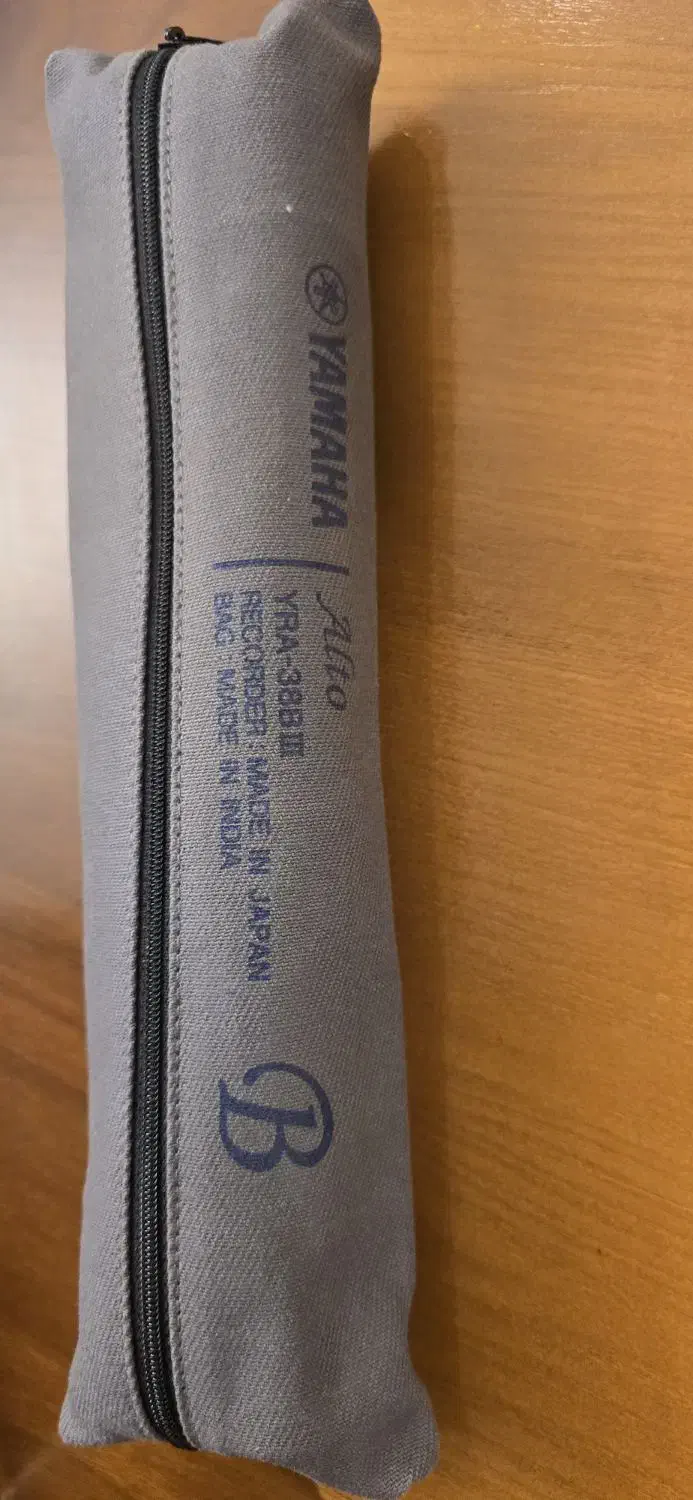 YAMAHA
Alto
YRA-38BIII
RECORDER : MADE IN JAPAN
BAG : MADE IN INDIA
B